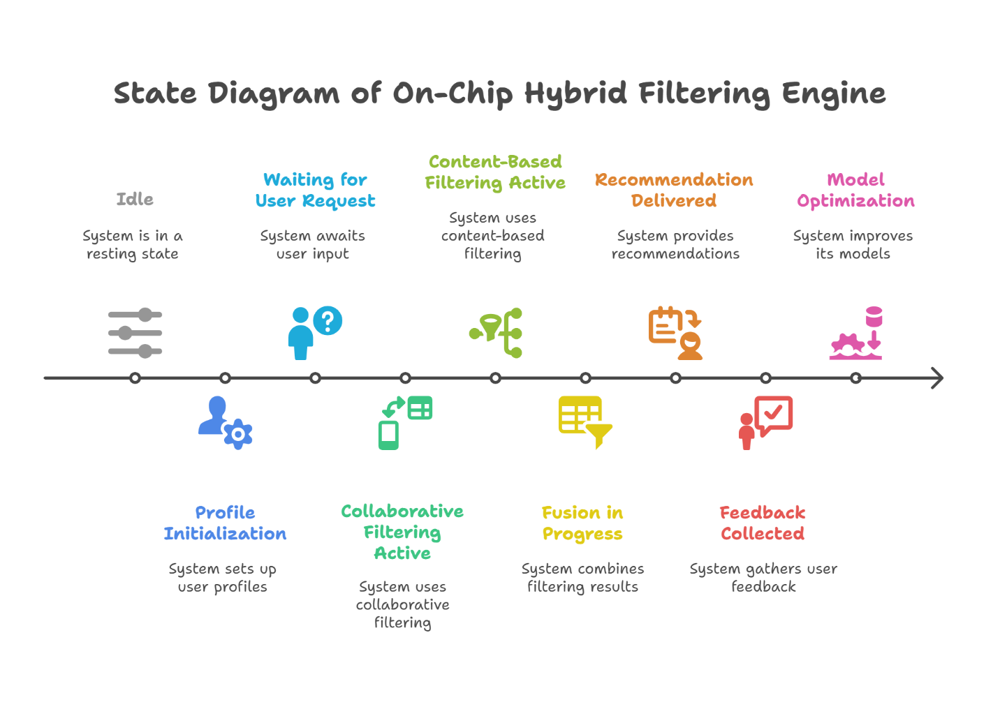 State Diagram of On-Chip Hybrid Filtering Engine
Idle
System is in a
resting state
Profile
Initialization
System sets up
user profiles
Waiting for
User Request
System awaits
user input
?
Collaborative
Filtering
Active
System uses
collaborative
filtering
Content-Based
Filtering Active
System uses
content-based
filtering
Fusion in
Progress
System combines
filtering results
Recommendation
Delivered
System provides
recommendations
Feedback
Collected
System gathers user
feedback
Model
Optimization
System improves
its models